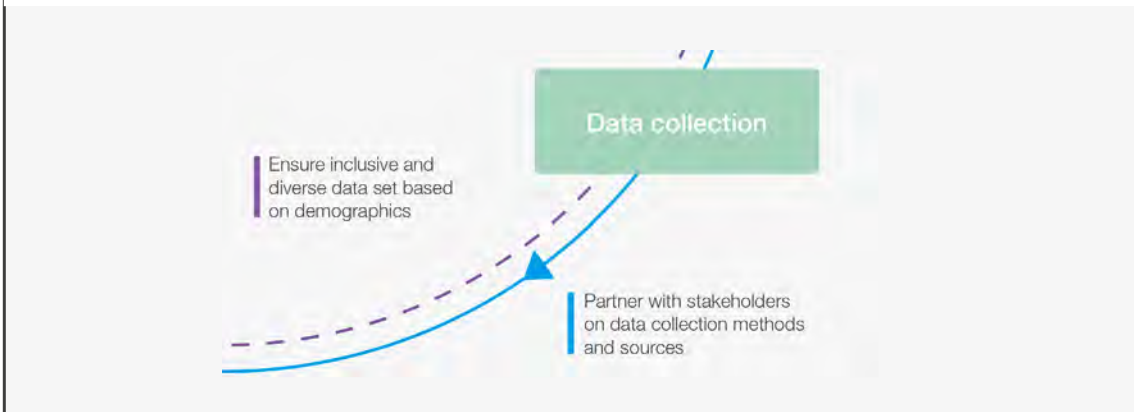 Data collection
Ensure inclusive and
diverse data set based
on demographics
Partner with stakeholders
on data collection methods
and sources